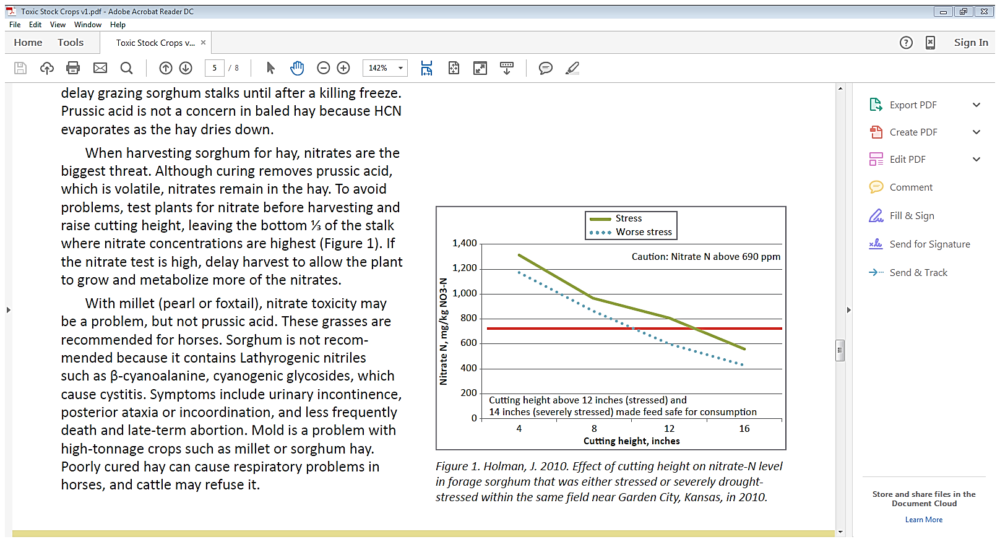 Toxic Stock Crops v1.pdf - Adobe Acrobat Reader DC
File Edit View Window Help
Home Tools Toxic Stock Crops v... × Sign In
5 / 8 142%
delay grazing sorghum stalks until after a killing freeze.
Prussic acid is not a concern in baled hay because HCN
evaporates as the hay dries down.
When harvesting sorghum for hay, nitrates are the
biggest threat. Although curing removes prussic acid,
which is volatile, nitrates remain in the hay. To avoid
problems, test plants for nitrate before harvesting and
raise cutting height, leaving the bottom ⅓ of the stalk
where nitrate concentrations are highest (Figure 1). If
the nitrate test is high, delay harvest to allow the plant
to grow and metabolize more of the nitrates.
With millet (pearl or foxtail), nitrate toxicity may
be a problem, but not prussic acid. These grasses are
recommended for horses. Sorghum is not recom-
mended because it contains Lathyrogenic nitriles
such as β-cyanoalanine, cyanogenic glycosides, which
cause cystitis. Symptoms include urinary incontinence,
posterior ataxia or incoordination, and less frequently
death and late-term abortion. Mold is a problem with
high-tonnage crops such as millet or sorghum hay.
Poorly cured hay can cause respiratory problems in
horses, and cattle may refuse it.
Stress
Worse stress
Caution: Nitrate N above 690 ppm
Nitrate N, mg/kg NO3-N
1,400
1,200
1,000
800
600
400
200
0
Cutting height above 12 inches (stressed) and
14 inches (severely stressed) made feed safe for consumption
4 8 12 16
Cutting height, inches
Figure 1. Holman, J. 2010. Effect of cutting height on nitrate-N level
in forage sorghum that was either stressed or severely drought-
stressed within the same field near Garden City, Kansas, in 2010.
Export PDF
Create PDF
Edit PDF
Comment
Fill & Sign
Send for Signature
Send & Track
Store and share files in the
Document Cloud
Learn More